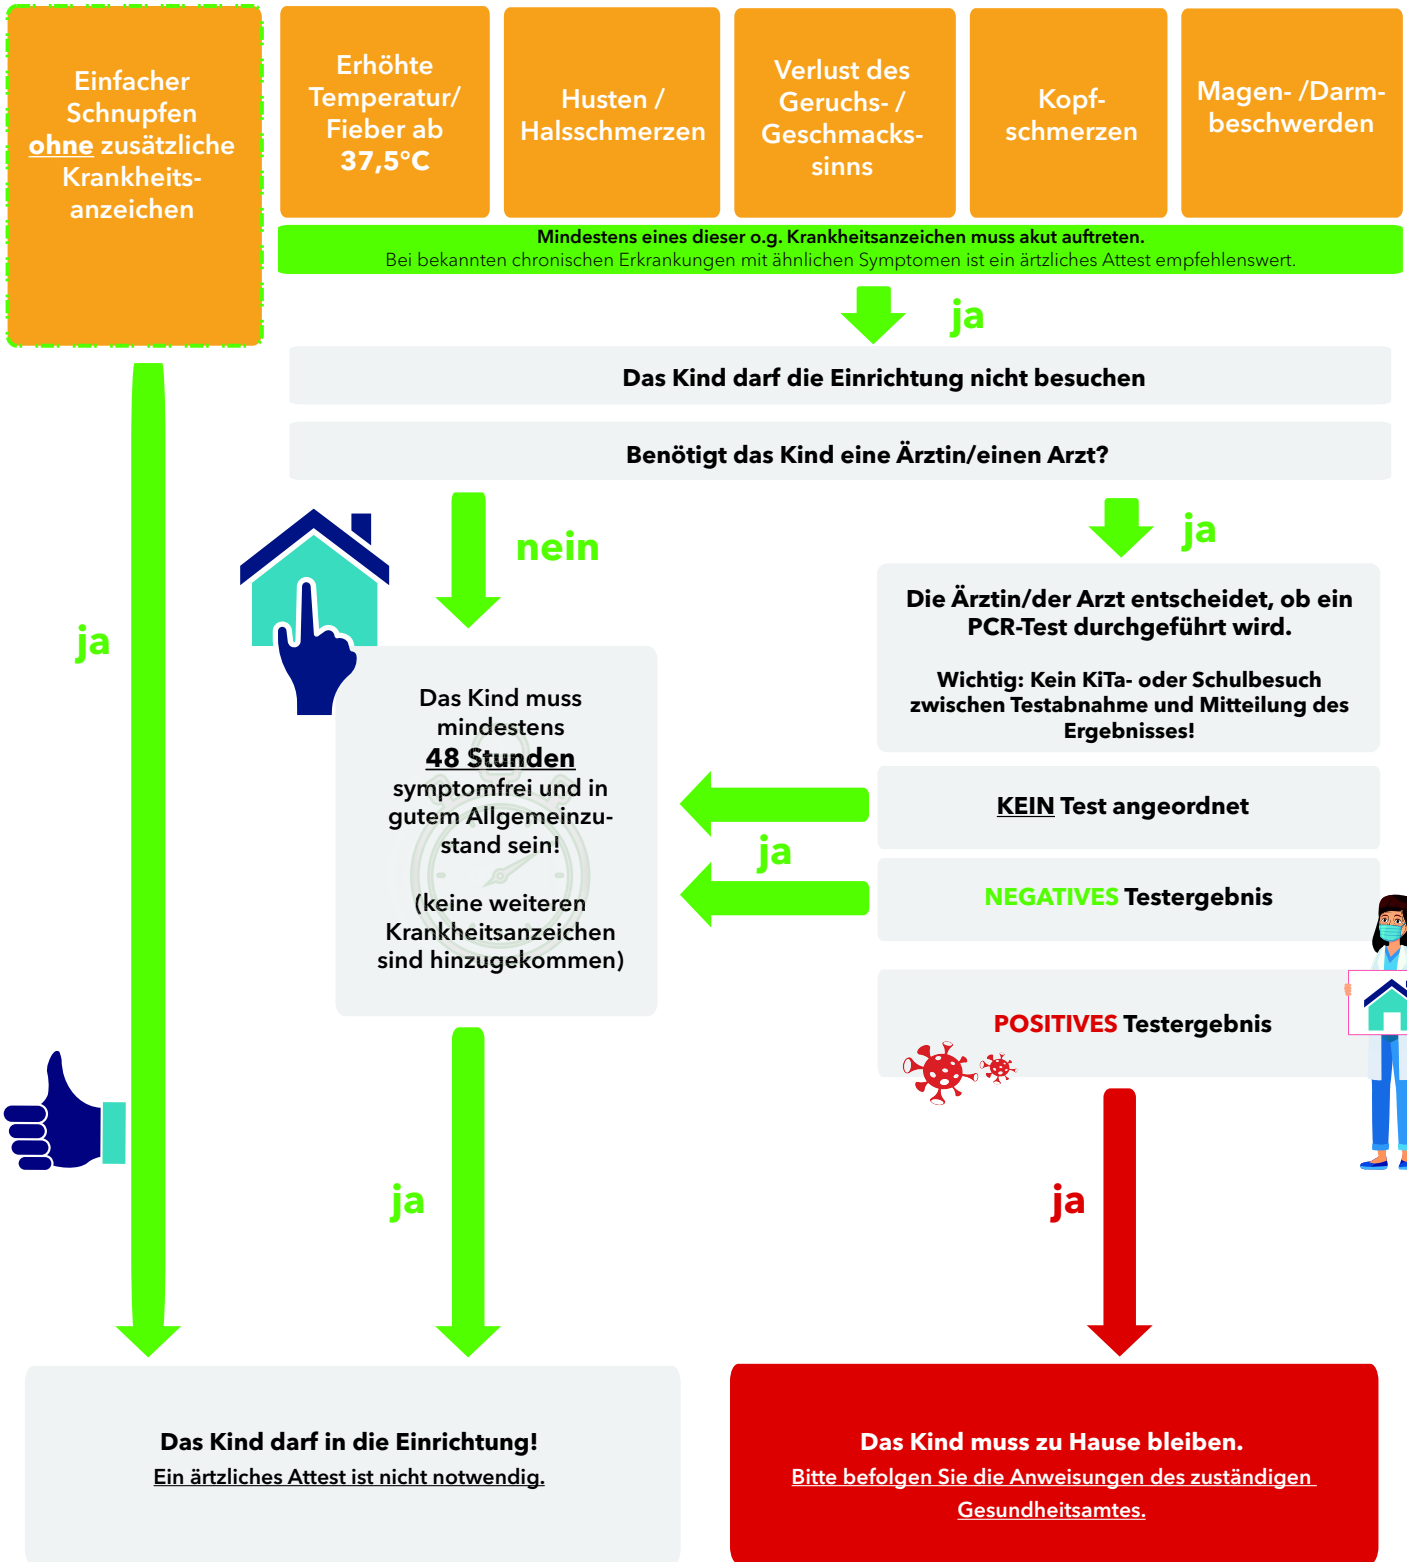 Einfacher
Schnupfen
ohne zusätzliche
Krankheits-
anzeichen
Erhöhte
Temperatur/
Fieber ab
37,5°C
Husten /
Halsschmerzen
Verlust des
Geruchs- /
Geschmacks-
sinns
Kopf-
schmerzen
Magen- /Darm-
beschwerden
Mindestens eines dieser o.g. Krankheitsanzeichen muss akut auftreten.
Bei bekannten chronischen Erkrankungen mit ähnlichen Symptomen ist ein ärtzliches Attest empfehlenswert.
ja
Das Kind darf die Einrichtung nicht besuchen
Benötigt das Kind eine Ärztin/einen Arzt?
nein
ja
ja
Die Ärztin/der Arzt entscheidet, ob ein
PCR-Test durchgeführt wird.
Wichtig: Kein KiTa- oder Schulbesuch
zwischen Testabnahme und Mitteilung des
Ergebnisses!
Das Kind muss
mindestens
48 Stunden
symptomfrei und in
gutem Allgemeinzu-
stand sein!
(keine weiteren
Krankheitsanzeichen
sind hinzugekommen)
KEIN Test angeordnet
ja
NEGATIVES Testergebnis
POSITIVES Testergebnis
ja
ja
Das Kind darf in die Einrichtung!
Ein ärtzliches Attest ist nicht notwendig.
Das Kind muss zu Hause bleiben.
Bitte befolgen Sie die Anweisungen des zuständigen
Gesundheitsamtes.